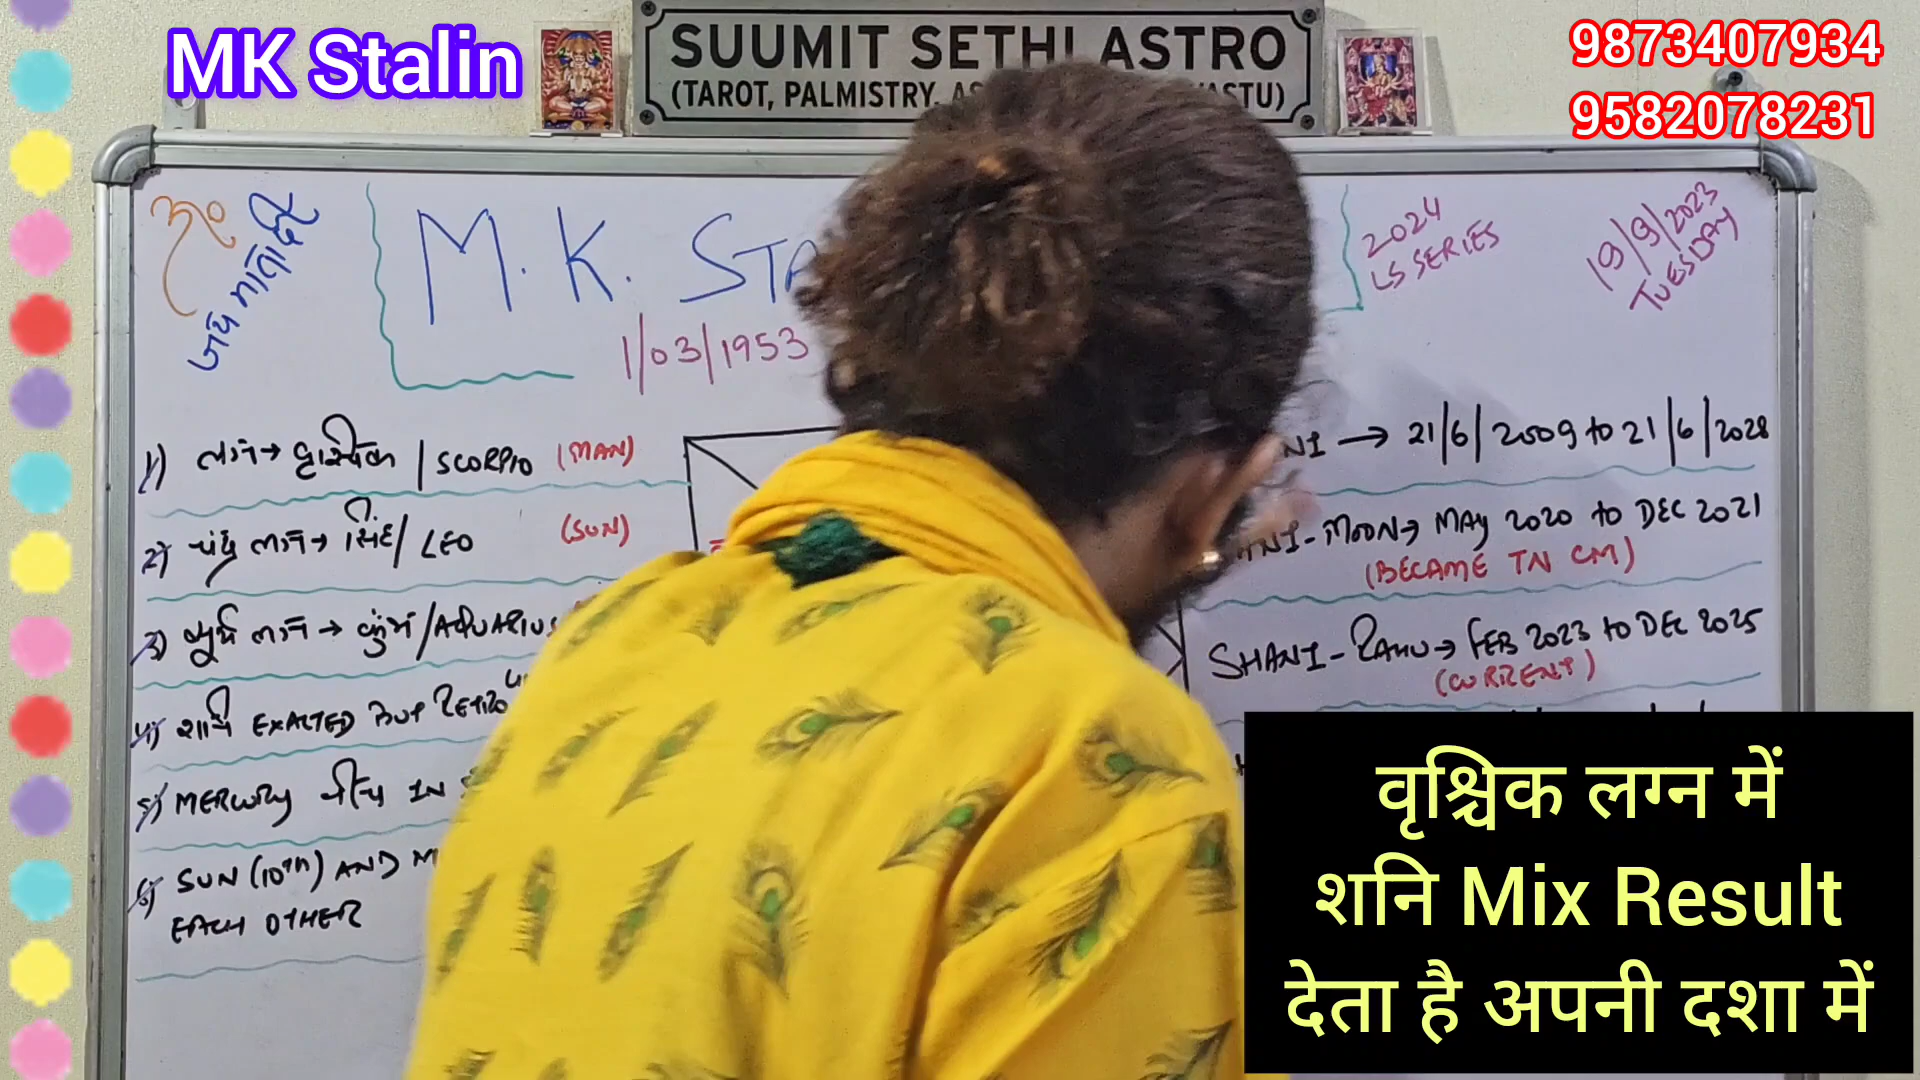 MK Stalin
SUUMIT SETHI ASTRO
(TAROT, PALMISTRY,
9873407934
9582078231
ॐ
जय माता दी
M. K. STA
1/03/1953
2024
LS SERIES
19/9/2023
TUESDAY
1) लग्न → वृश्चिक / SCORPIO (MAN)
2) चंद्र लग्न → सिंह / LEO (SUN)
3) सूर्य लग्न → कुंभ / AQUARIUS
4) शनि EXALTED BUT RETRO
5) MERCURY नीच IN
6) SUN (10TH) AND
EACH OTHER
→ 21/6/2009 to 21/6/2028
SHANI-MOON → MAY 2020 to DEC 2021
(BECAME TN CM)
SHANI-RAHU → FEB 2023 to DEC 2025
(CURRENT)
वृश्चिक लग्न में
शनि Mix Result
देता है अपनी दशा में